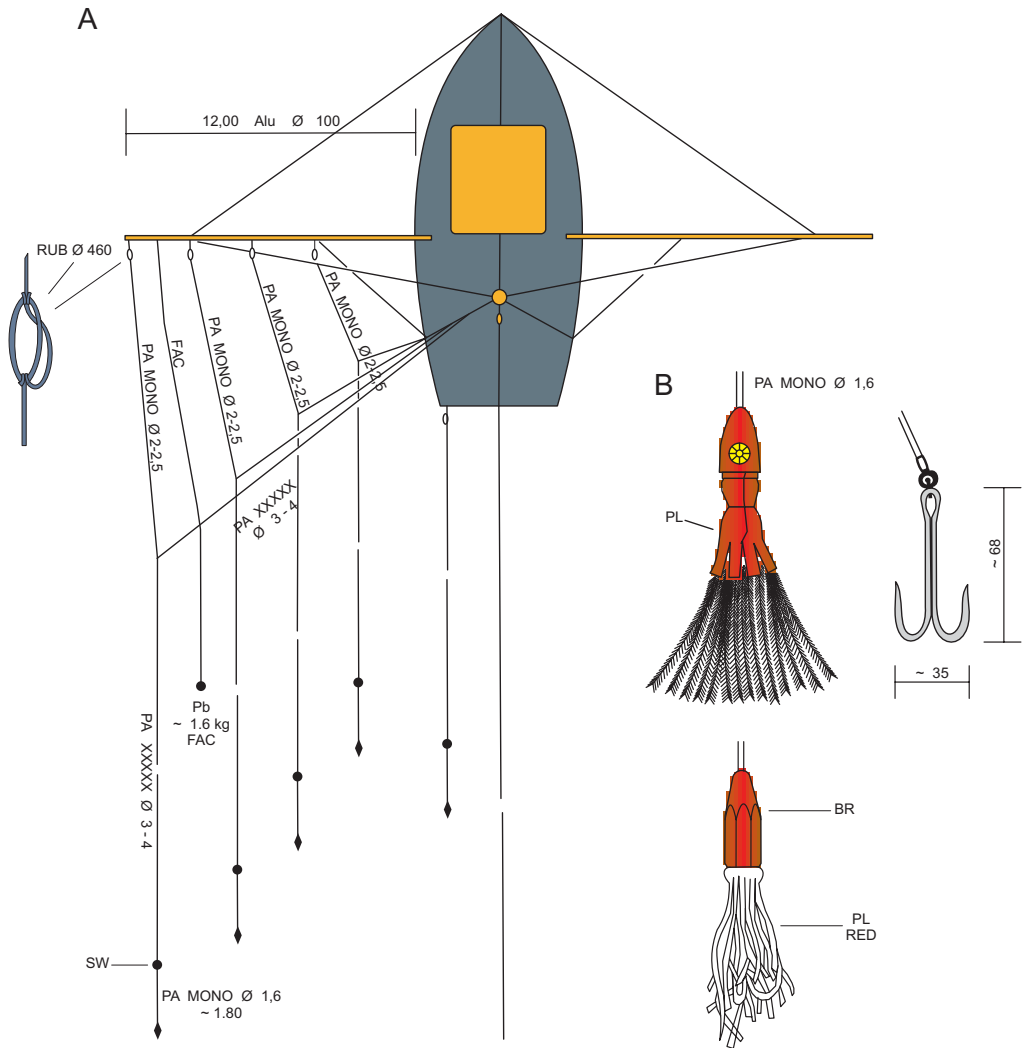 A
12,00 Alu Ø 100
RUB Ø 460
PA MONO Ø 2-2,5
FAC
PA MONO Ø 2-2,5
PA MONO Ø 2-2,5
PA MONO Ø 2-2,5
PA XXXXX
Ø 3 - 4
Pb
~ 1.6 kg
FAC
PA XXXXX Ø 3 - 4
SW
PA MONO Ø 1,6
~ 1.80
B
PA MONO Ø 1,6
PL
~ 68
~ 35
BR
PL
RED